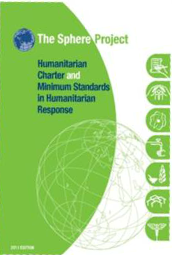 The Sphere Project
Humanitarian
Charter and
Minimum Standards
in Humanitarian
Response
2011 EDITION